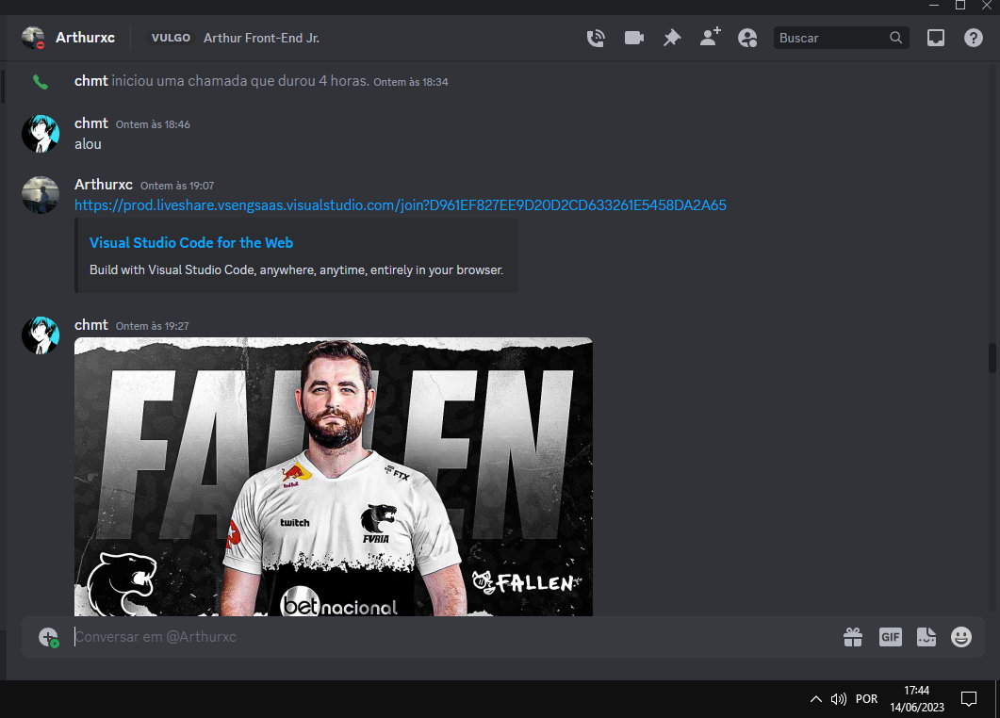 Arthurxc VULGO Arthur Front-End Jr. Buscar
chmt iniciou uma chamada que durou 4 horas. Ontem às 18:34
chmt Ontem às 18:46
alou
Arthurxc Ontem às 19:07
https://prod.liveshare.vsengsaas.visualstudio.com/join?D961EF827EE9D20D2CD633261E5458DA2A65
Visual Studio Code for the Web
Build with Visual Studio Code, anywhere, anytime, entirely in your browser.
chmt Ontem às 19:27
FALLEN
Red Bull
FTX
twitch
FVRIA
FALLEN
betnacional
Conversar em @Arthurxc GIF
POR 17:44
14/06/2023